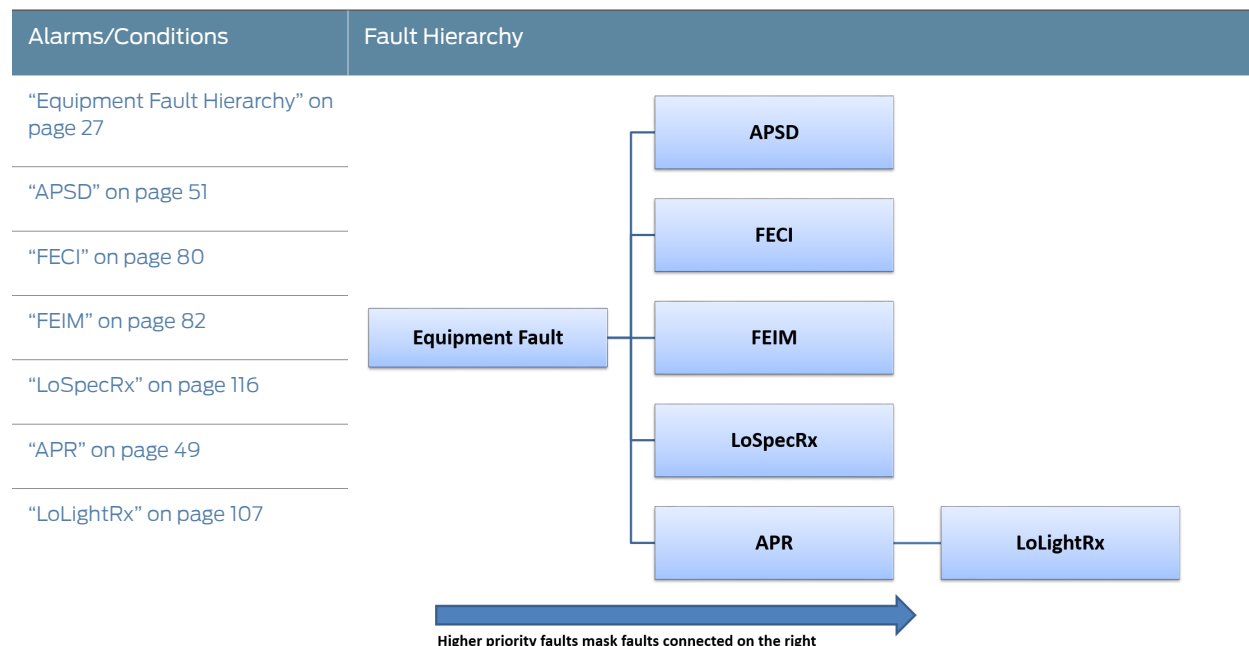 Alarms/Conditions
Fault Hierarchy
“Equipment Fault Hierarchy” on
page 27
“APSD” on page 51
“FECI” on page 80
“FEIM” on page 82
“LoSpecRx” on page 116
“APR” on page 49
“LoLightRx” on page 107
Equipment Fault
APSD
FECI
FEIM
LoSpecRx
APR
LoLightRx
Higher priority faults mask faults connected on the right